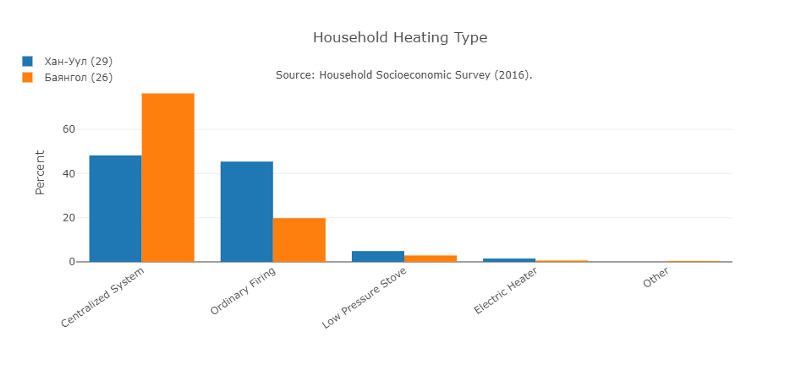 Household Heating Type
Хан-Уул (29)
Баянгол (26)
Source: Household Socioeconomic Survey (2016).
Percent
60
40
20
0
Centralized System
Ordinary Firing
Low Pressure Stove
Electric Heater
Other